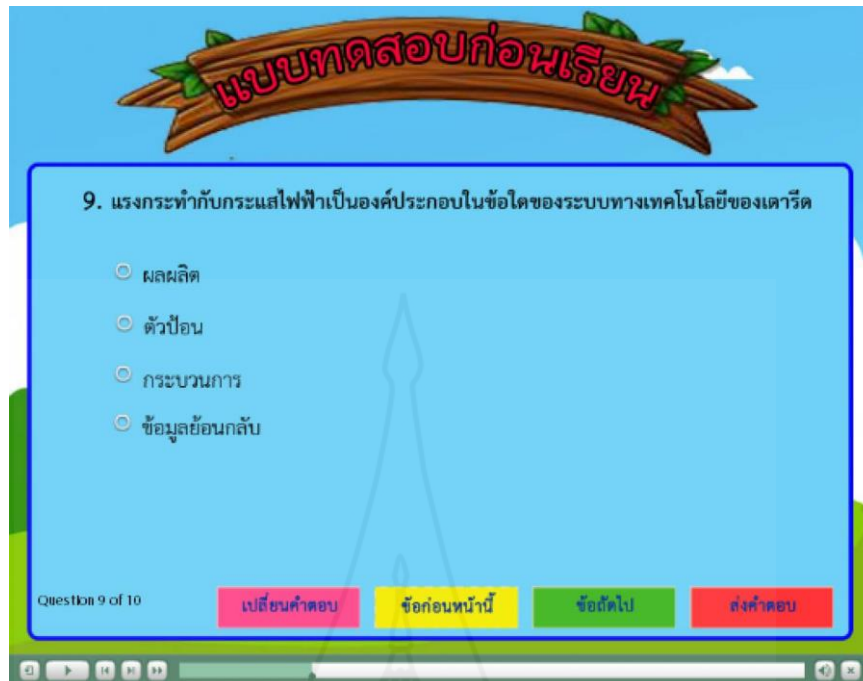 แบบทดสอบก่อนเรียน
9. แรงกระทำกับกระแสไฟฟ้าเป็นองค์ประกอบในข้อใดของระบบทางเทคโนโลยีของเตารีด
ผลผลิต
ตัวป้อน
กระบวนการ
ข้อมูลย้อนกลับ
Question 9 of 10
เปลี่ยนคำตอบ
ข้อก่อนหน้านี้
ข้อถัดไป
ส่งคำตอบ